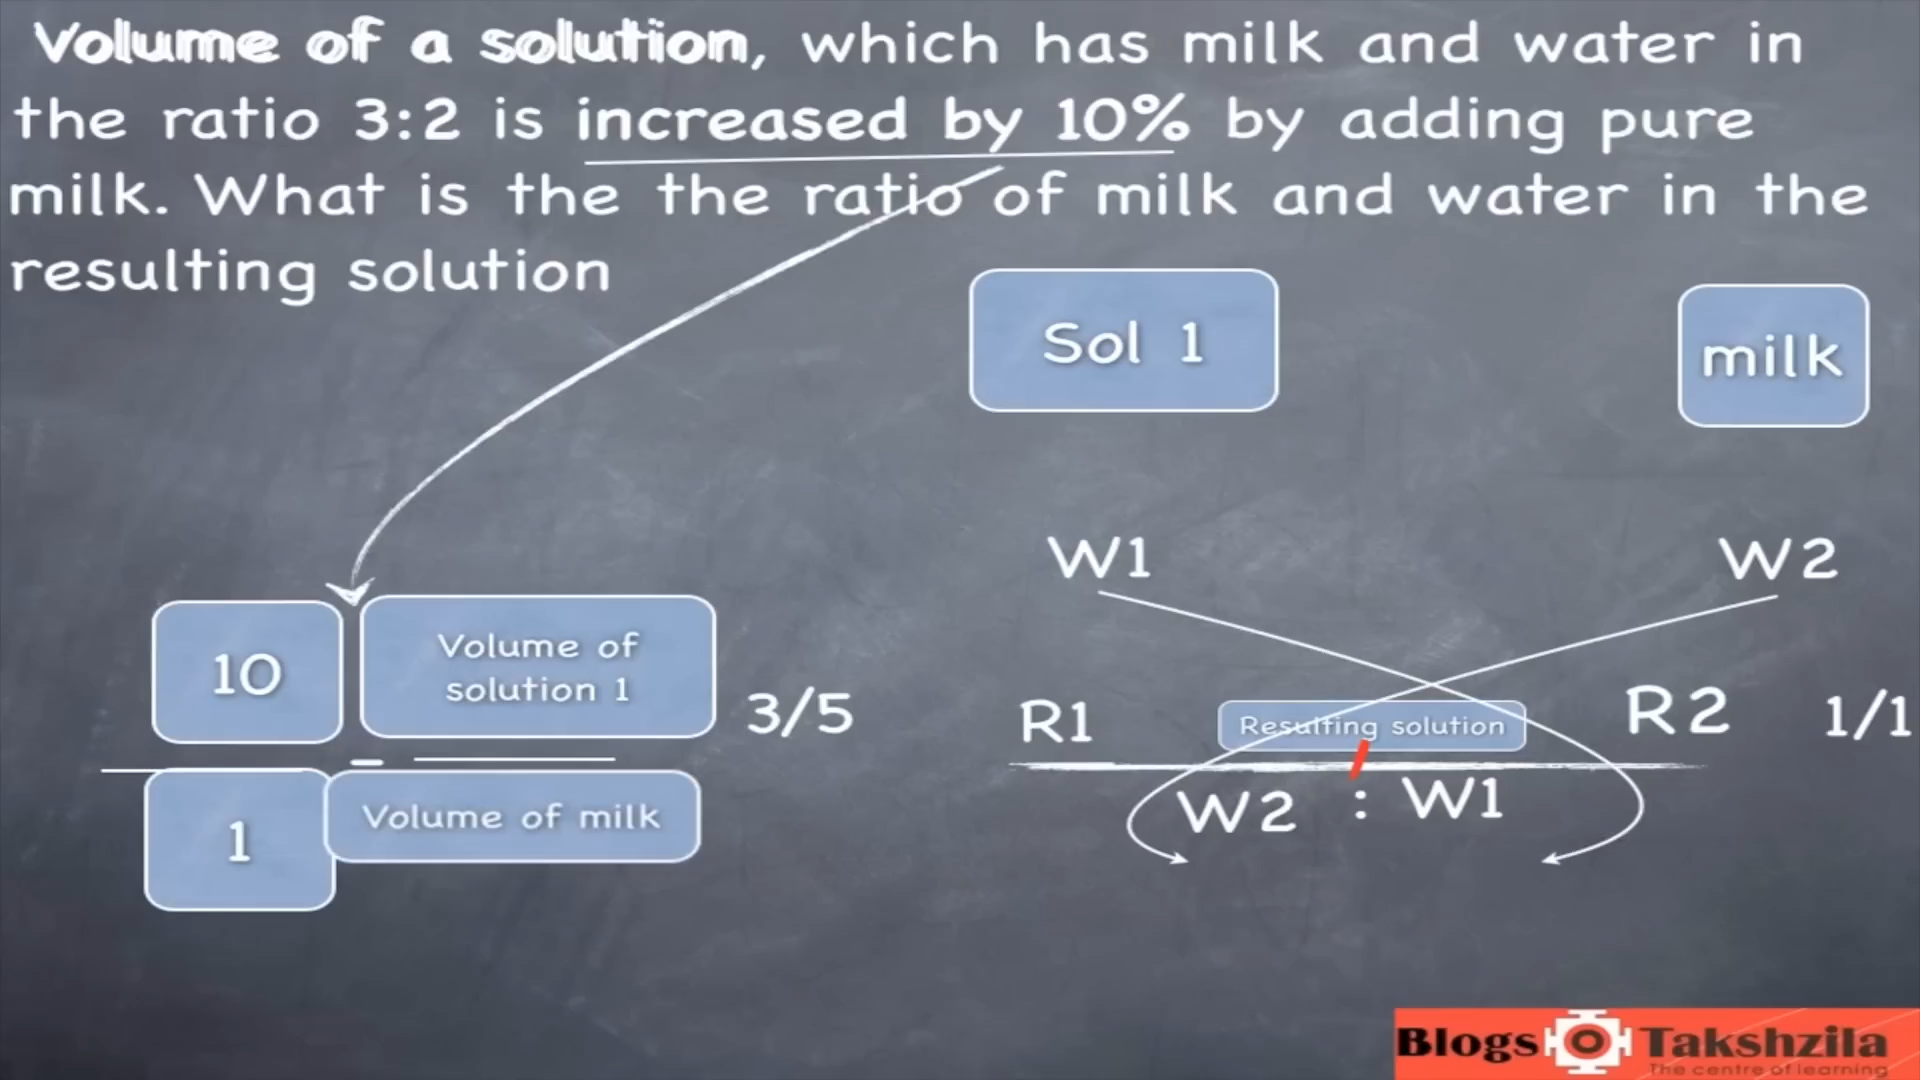 Volume of a solution, which has milk and water in
the ratio 3:2 is increased by 10% by adding pure
milk. What is the the ratio of milk and water in the
resulting solution
Sol 1
milk
W1
W2
10
Volume of
solution 1
3/5
R1
Resulting solution
R2
1/1
1
Volume of milk
W2 : W1
Blogs Takshzila
The centre of learning